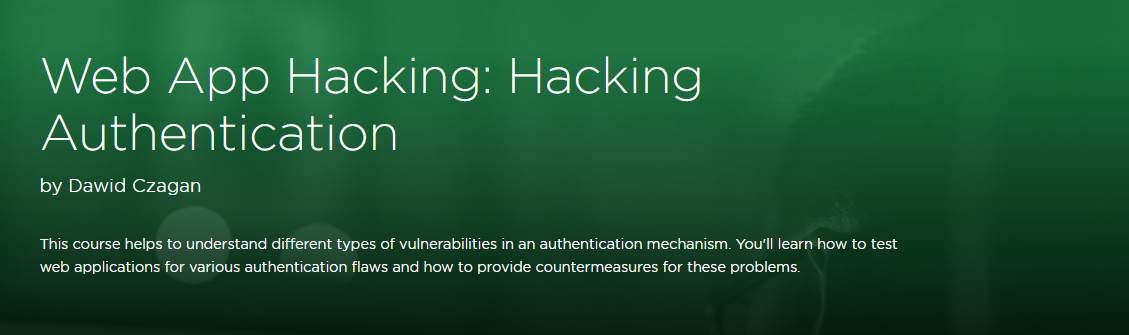 Web App Hacking: Hacking
Authentication
by Dawid Czagan
This course helps to understand different types of vulnerabilities in an authentication mechanism. You'll learn how to test
web applications for various authentication flaws and how to provide countermeasures for these problems.